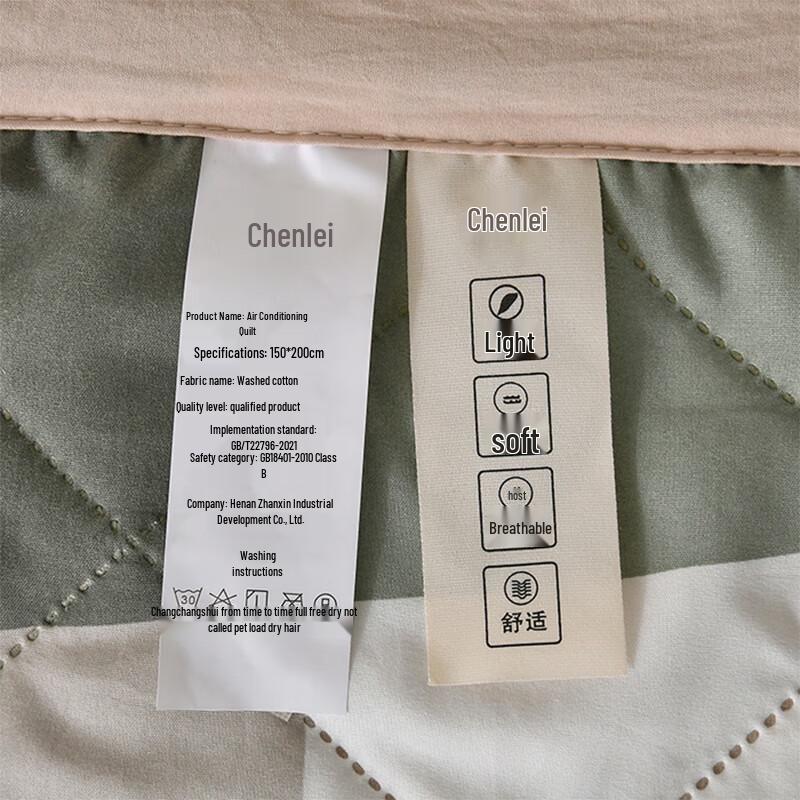 Chenlei
Product Name: Air Conditioning
Quilt
Specifications: 150*200cm
Fabric name: Washed cotton
Quality level: qualified product
Implementation standard:
GB/T22796-2021
Safety category: GB18401-2010 Class
B
Company: Henan Zhanxin Industrial
Development Co., Ltd.
Washing
instructions
30
Changchangshui from time to time full free dry not
called pet load dry hair
Chenlei
Light
soft
host
Breathable
舒适